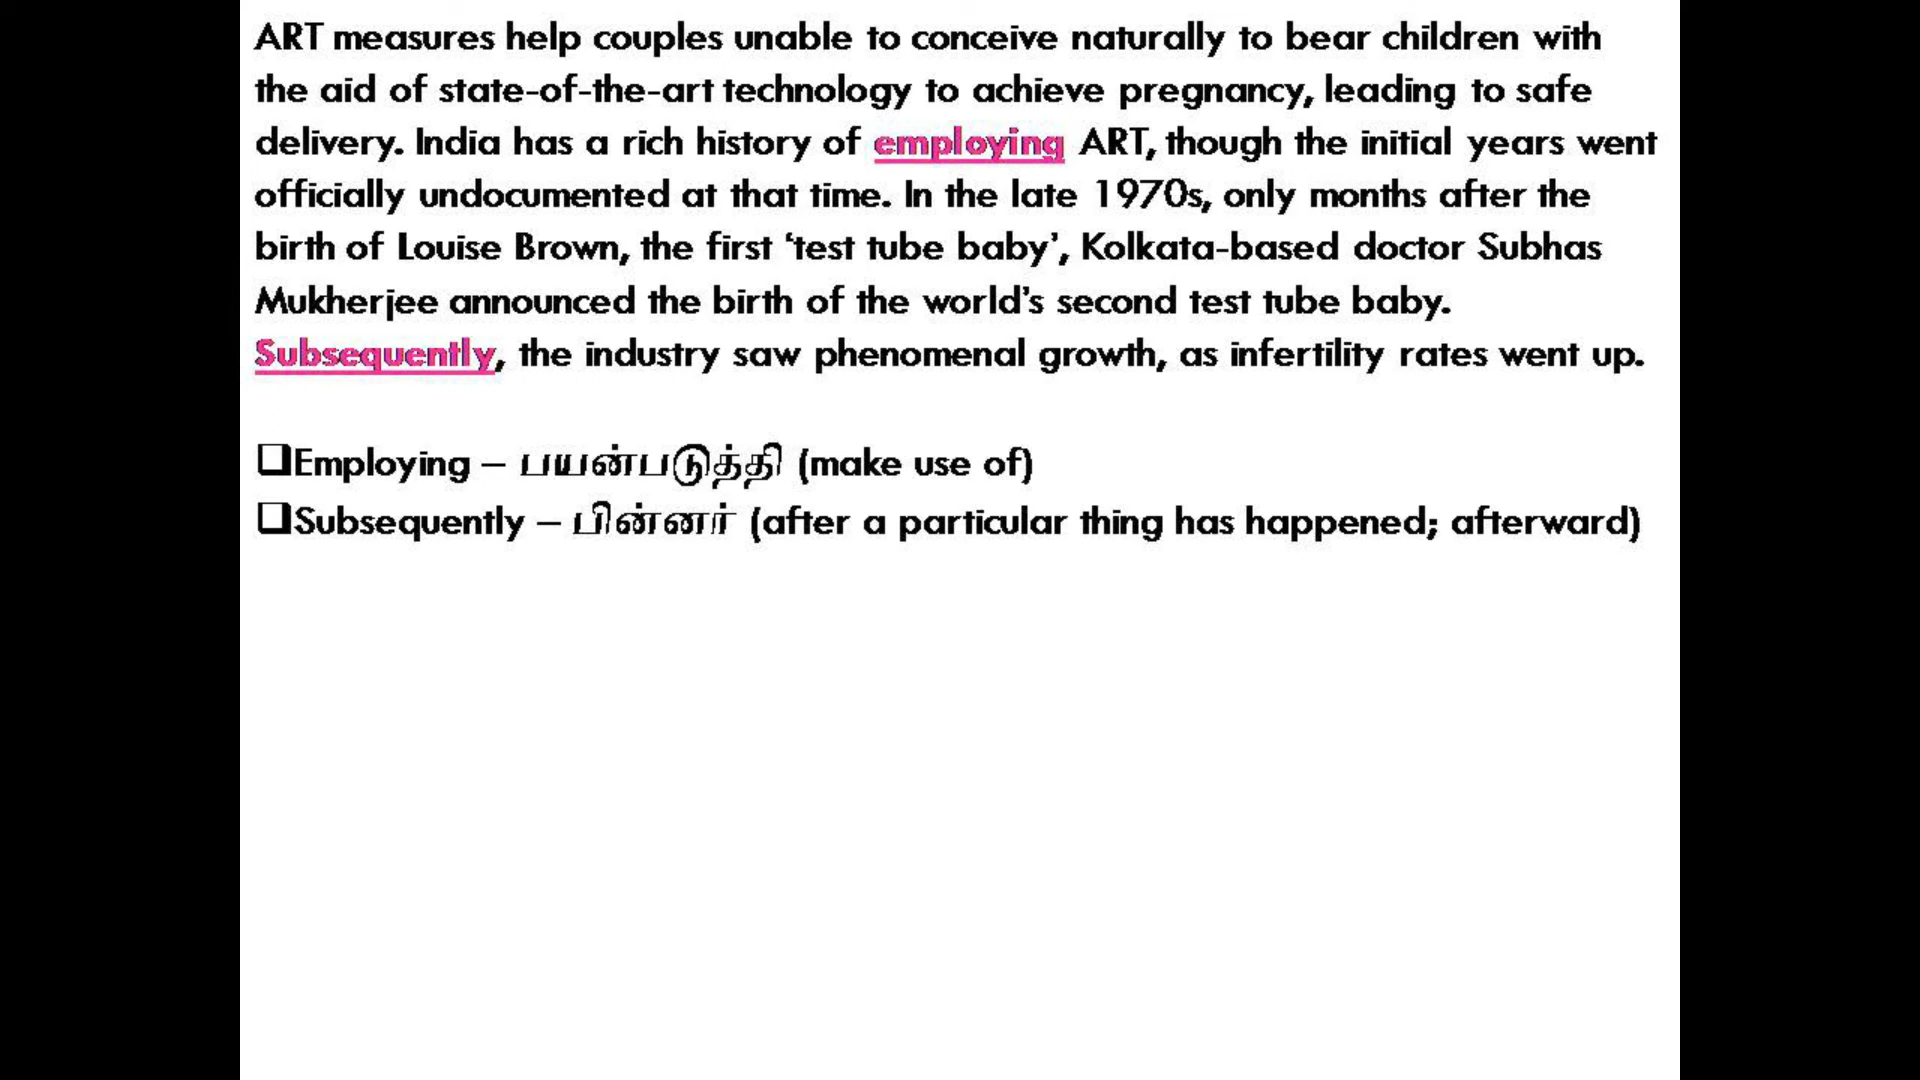 ART measures help couples unable to conceive naturally to bear children with
the aid of state-of-the-art technology to achieve pregnancy, leading to safe
delivery. India has a rich history of employing ART, though the initial years went
officially undocumented at that time. In the late 1970s, only months after the
birth of Louise Brown, the first ‘test tube baby’, Kolkata-based doctor Subhas
Mukherjee announced the birth of the world’s second test tube baby.
Subsequently, the industry saw phenomenal growth, as infertility rates went up.
❑Employing – பயன்படுத்தி (make use of)
❑Subsequently – பின்னர் (after a particular thing has happened; afterward)